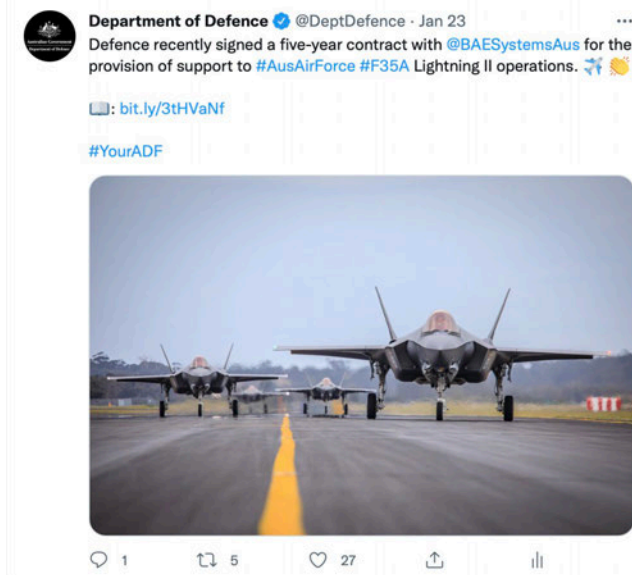 Department of Defence @DeptDefence · Jan 23
Defence recently signed a five-year contract with @BAESystemsAus for the
provision of support to #AusAirForce #F35A Lightning II operations. ✈️ 👏
📖: bit.ly/3tHVaNf
#YourADF
1 5 27